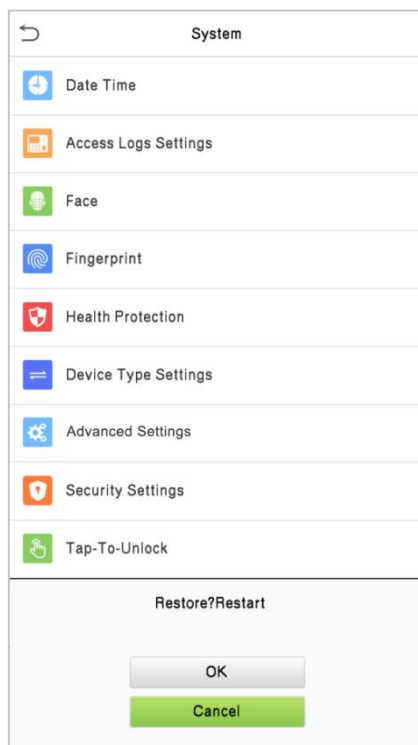 System
Date Time
Access Logs Settings
Face
Fingerprint
Health Protection
Device Type Settings
Advanced Settings
Security Settings
Tap-To-Unlock
Restore?Restart
OK
Cancel